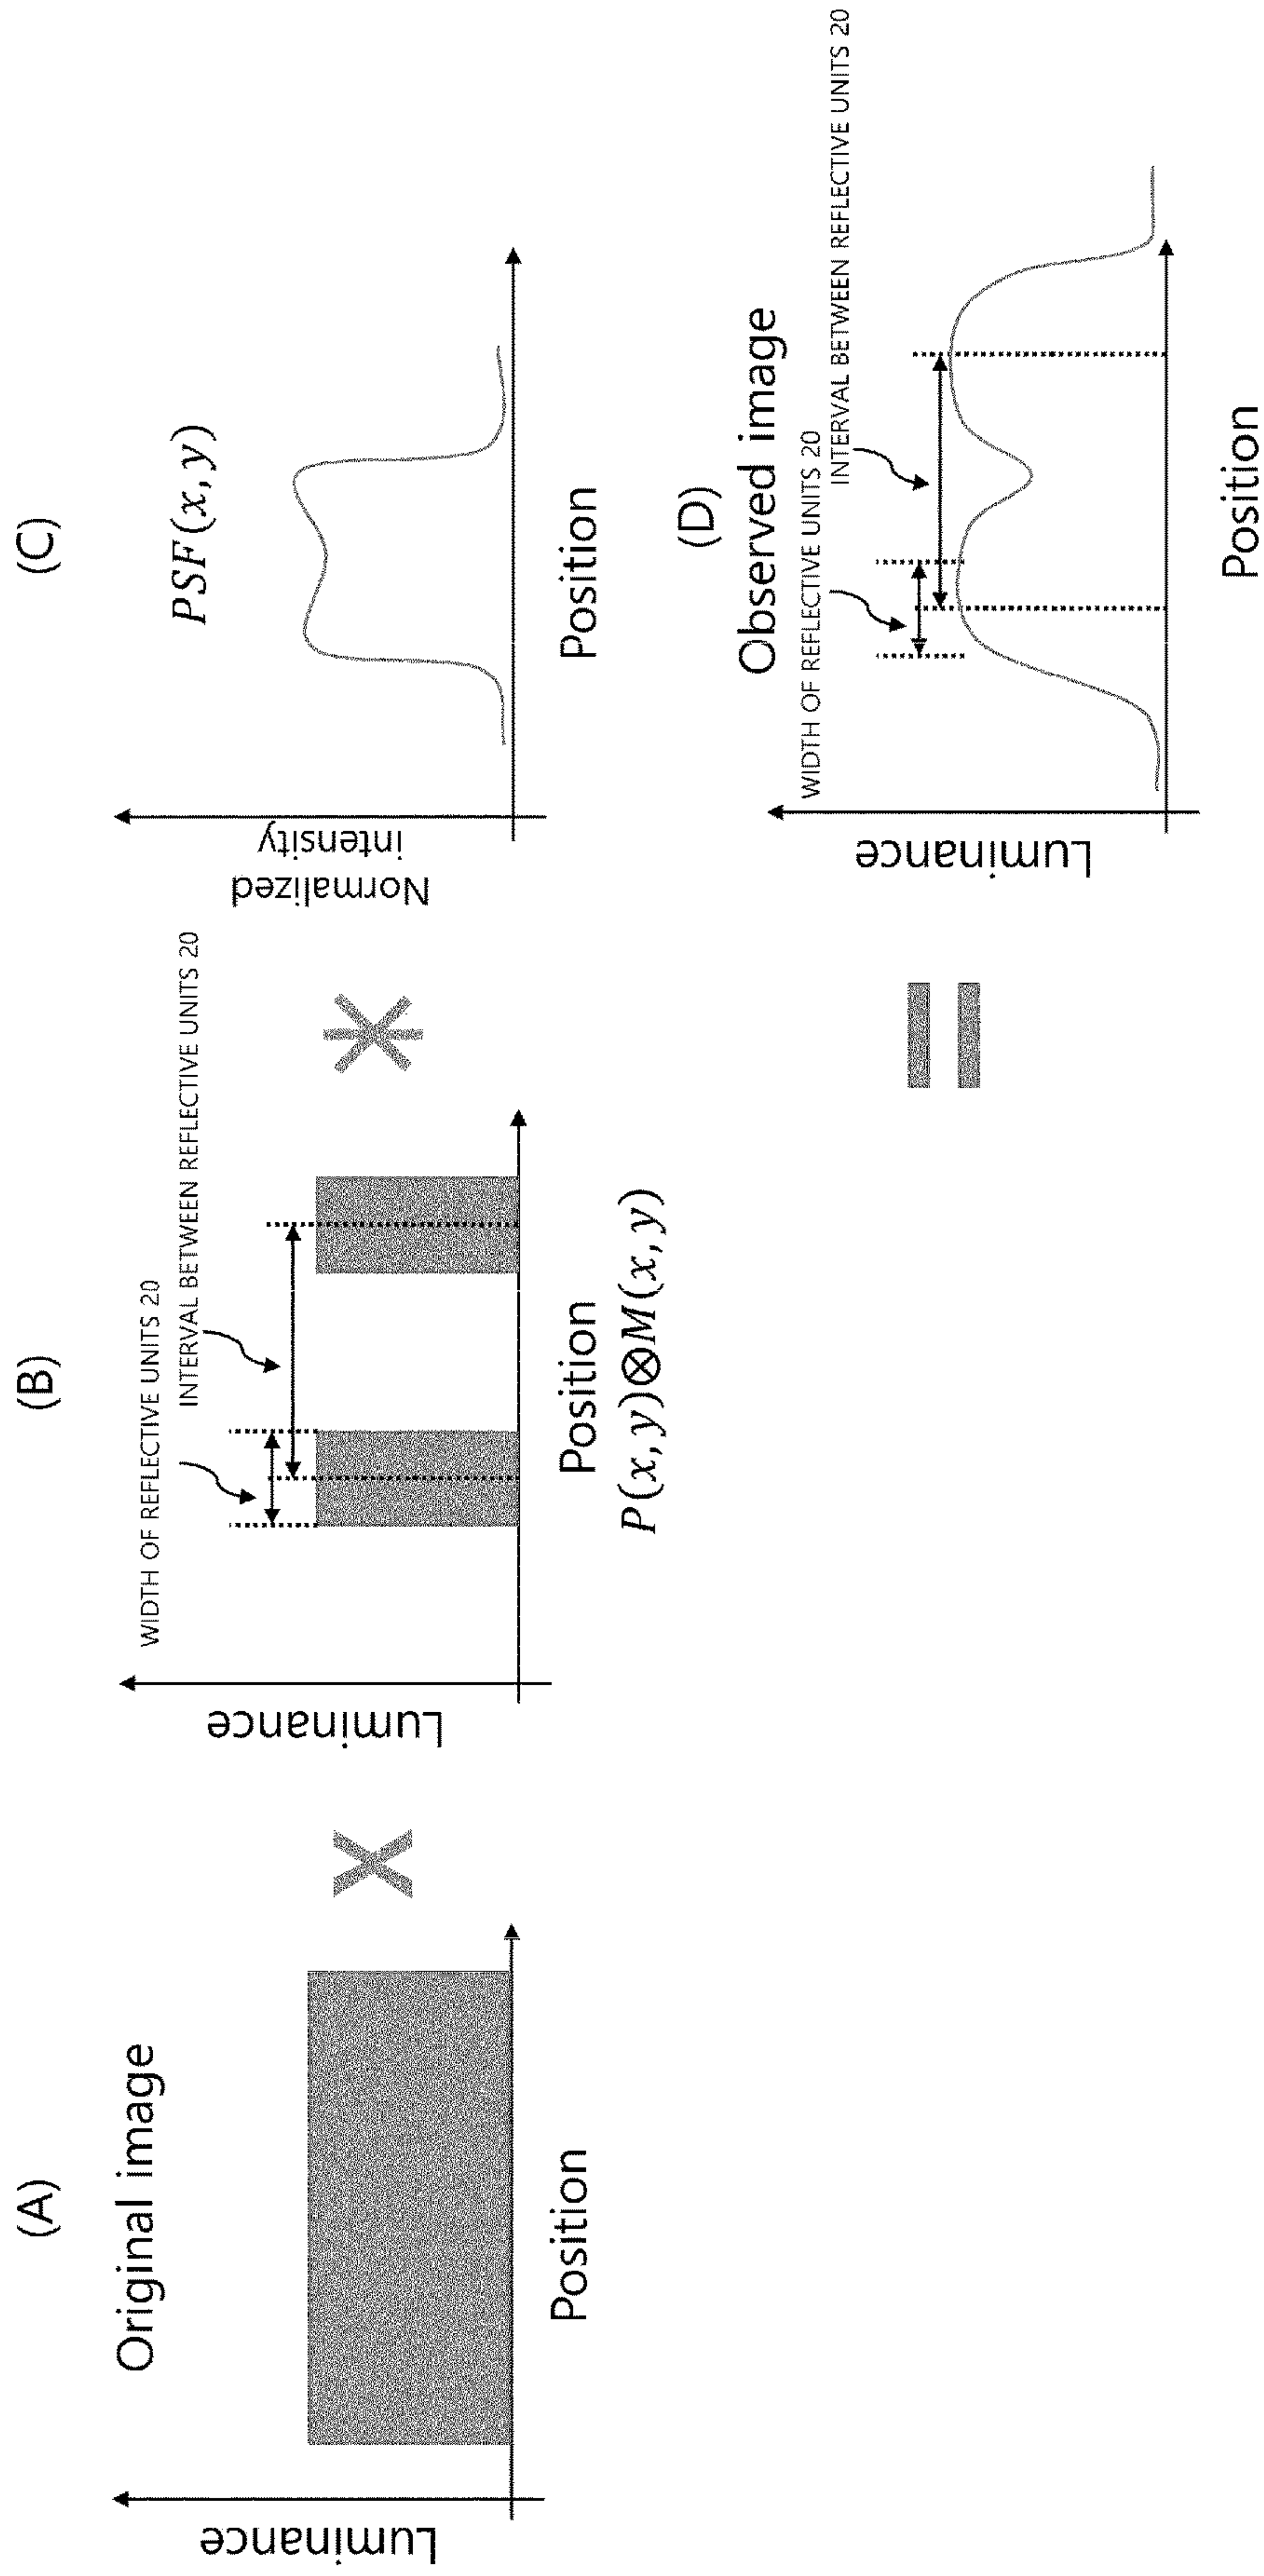 (A)
Original image
Luminance
Position
×
(B)
WIDTH OF REFLECTIVE UNITS 20
INTERVAL BETWEEN REFLECTIVE UNITS 20
Luminance
Position
P(x, y)⊗M(x, y)
*
(C)
PSF(x, y)
Normalized
intensity
Position
=
(D)
Observed image
WIDTH OF REFLECTIVE UNITS 20
INTERVAL BETWEEN REFLECTIVE UNITS 20
Luminance
Position